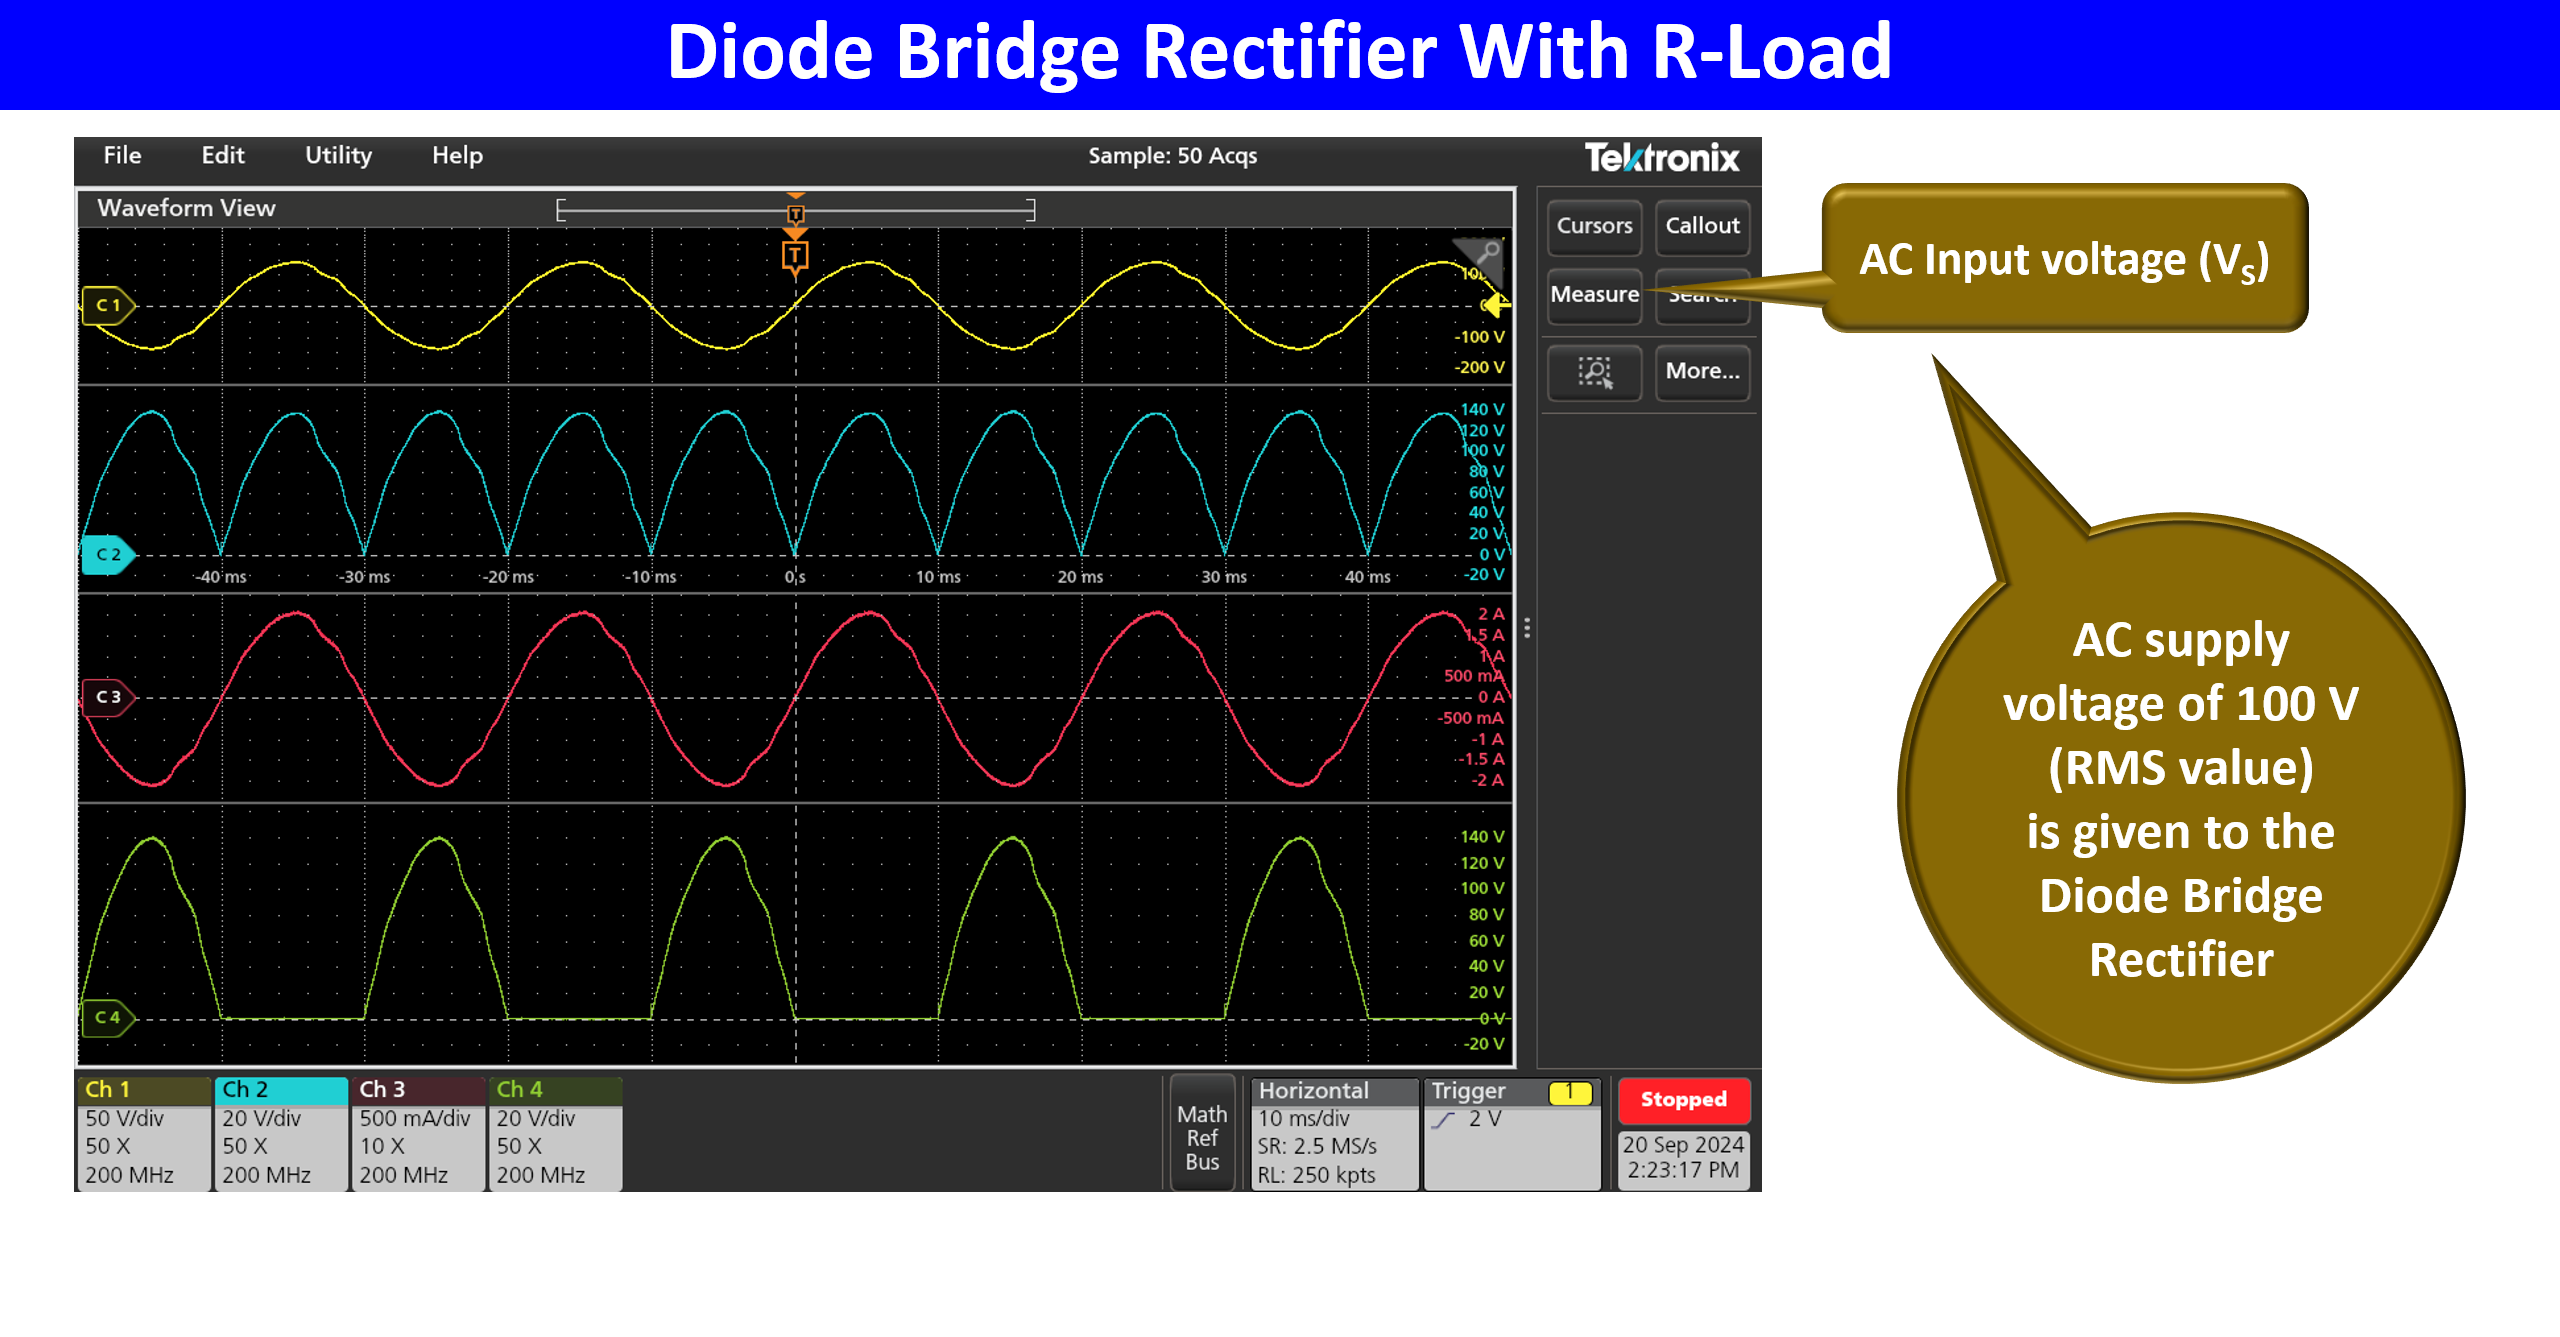 Diode Bridge Rectifier With R-Load
File Edit Utility Help Sample: 50 Acqs Tektronix
Waveform View
T
T
C 1
0
-100 V
-200 V
140 V
120 V
100 V
80 V
60 V
40 V
20 V
0 V
-20 V
C 2
-40 ms -30 ms -20 ms -10 ms 0 s 10 ms 20 ms 30 ms 40 ms
2 A
1.5 A
1 A
500 mA
0 A
-500 mA
-1 A
-1.5 A
-2 A
C 3
140 V
120 V
100 V
80 V
60 V
40 V
20 V
0 V
-20 V
C 4
Cursors Callout
Measure Search
More...
AC Input voltage (VS)
AC supply
voltage of 100 V
(RMS value)
is given to the
Diode Bridge
Rectifier
Ch 1
50 V/div
50 X
200 MHz
Ch 2
20 V/div
50 X
200 MHz
Ch 3
500 mA/div
10 X
200 MHz
Ch 4
20 V/div
50 X
200 MHz
Math
Ref
Bus
Horizontal
10 ms/div
SR: 2.5 MS/s
RL: 250 kpts
Trigger 1
2 V
Stopped
20 Sep 2024
2:23:17 PM